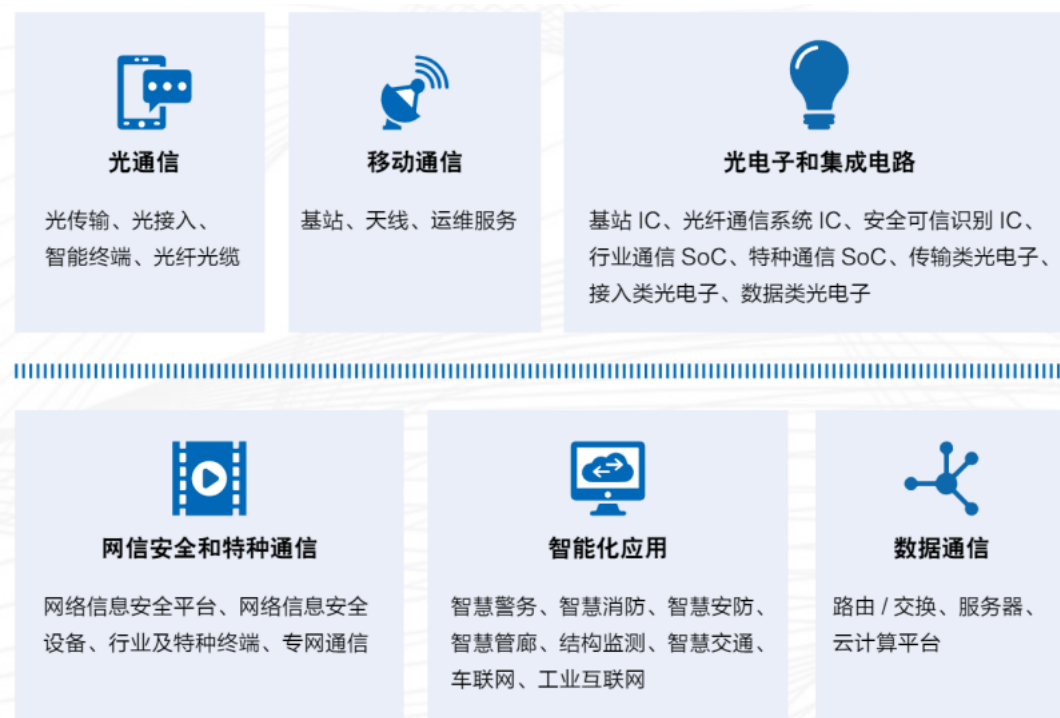 光通信
光传输、光接入、
智能终端、光纤光缆
移动通信
基站、天线、运维服务
光电子和集成电路
基站 IC、光纤通信系统 IC、安全可信识别 IC、
行业通信 SoC、特种通信 SoC、传输类光电子、
接入类光电子、数据类光电子
网信安全和特种通信
网络信息安全平台、网络信息安全
设备、行业及特种终端、专网通信
智能化应用
智慧警务、智慧消防、智慧安防、
智慧管廊、结构监测、智慧交通、
车联网、工业互联网
数据通信
路由 / 交换、服务器、
云计算平台